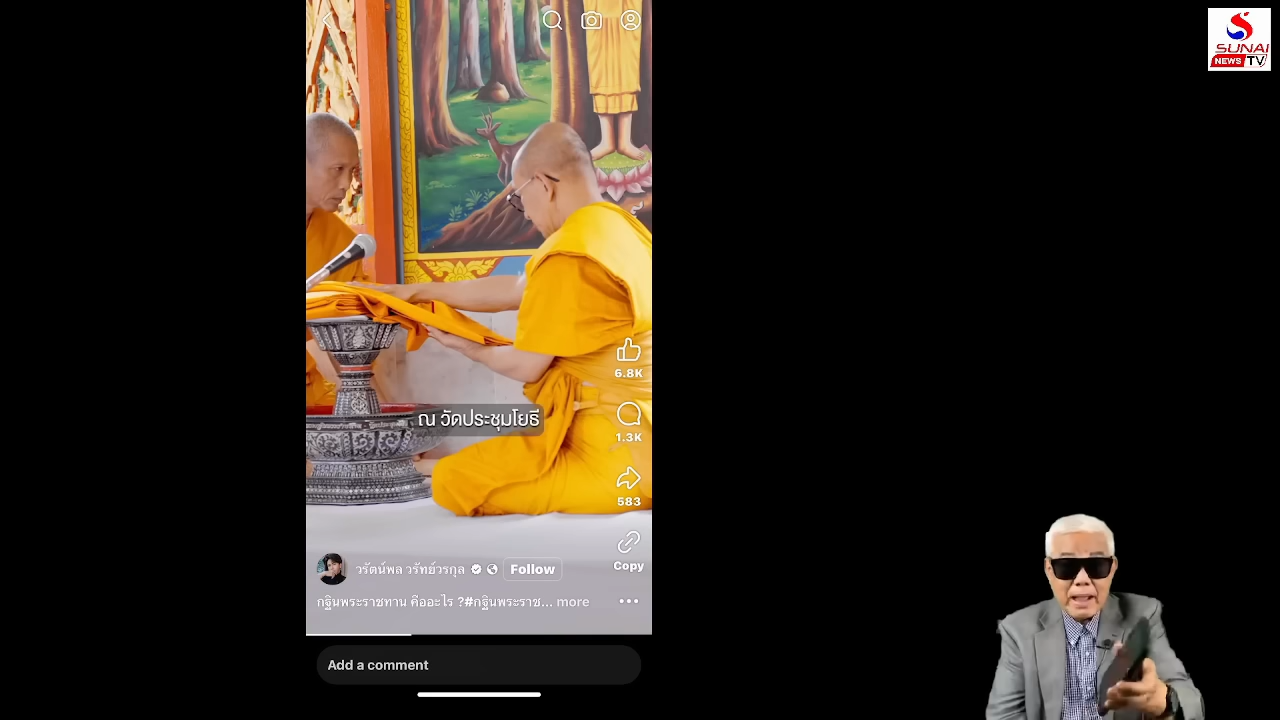 SUNAI
NEWS TV
6.8K
ณ วัดประชุมโยธี
1.3K
583
Copy
วรัตน์พล วรัทย์วรกุล
Follow
กฐินพระราชทาน คืออะไร ?#กฐินพระราช... more
Add a comment